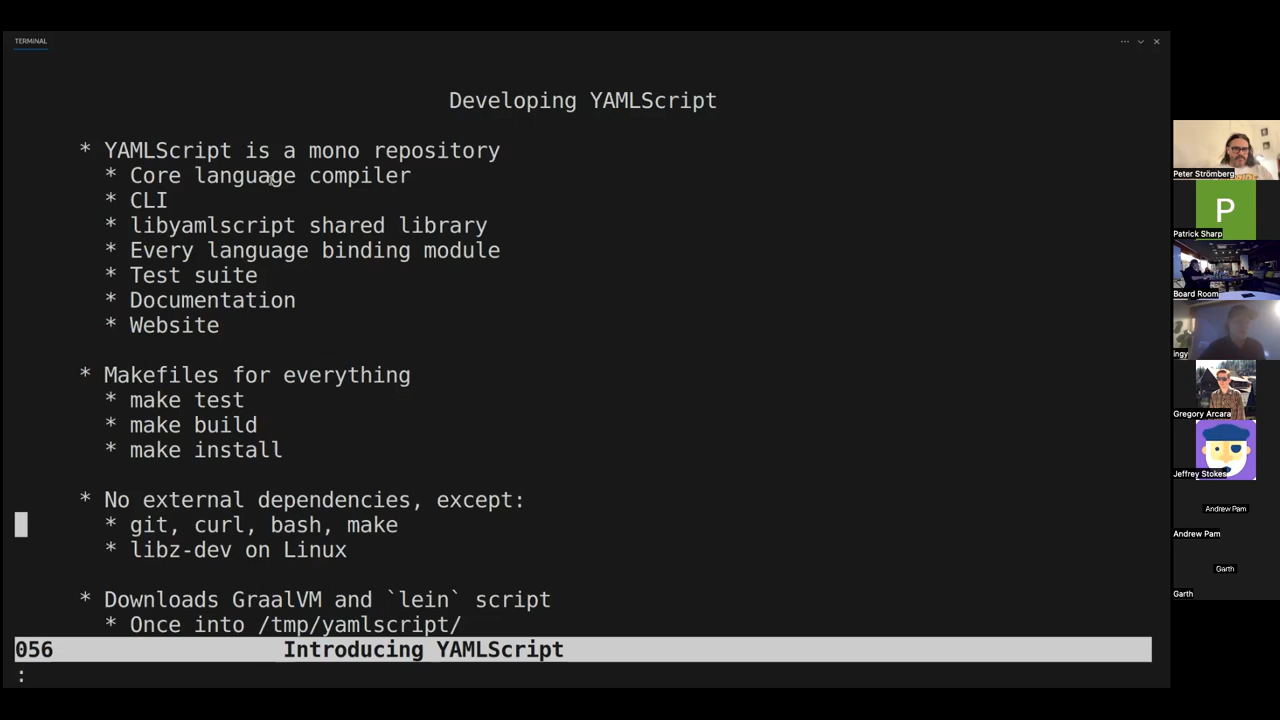 TERMINAL
Developing YAMLScript
* YAMLScript is a mono repository
* Core language compiler
* CLI
* libyamlscript shared library
* Every language binding module
* Test suite
* Documentation
* Website
* Makefiles for everything
* make test
* make build
* make install
* No external dependencies, except:
* git, curl, bash, make
* libz-dev on Linux
* Downloads GraalVM and `lein` script
* Once into /tmp/yamlscript/
056 Introducing YAMLScript
:
Peter Strömberg
P
Patrick Sharp
Board Room
ingy
Gregory Arcara
Jeffrey Stokes
Andrew Pam
Andrew Pam
Garth
Garth